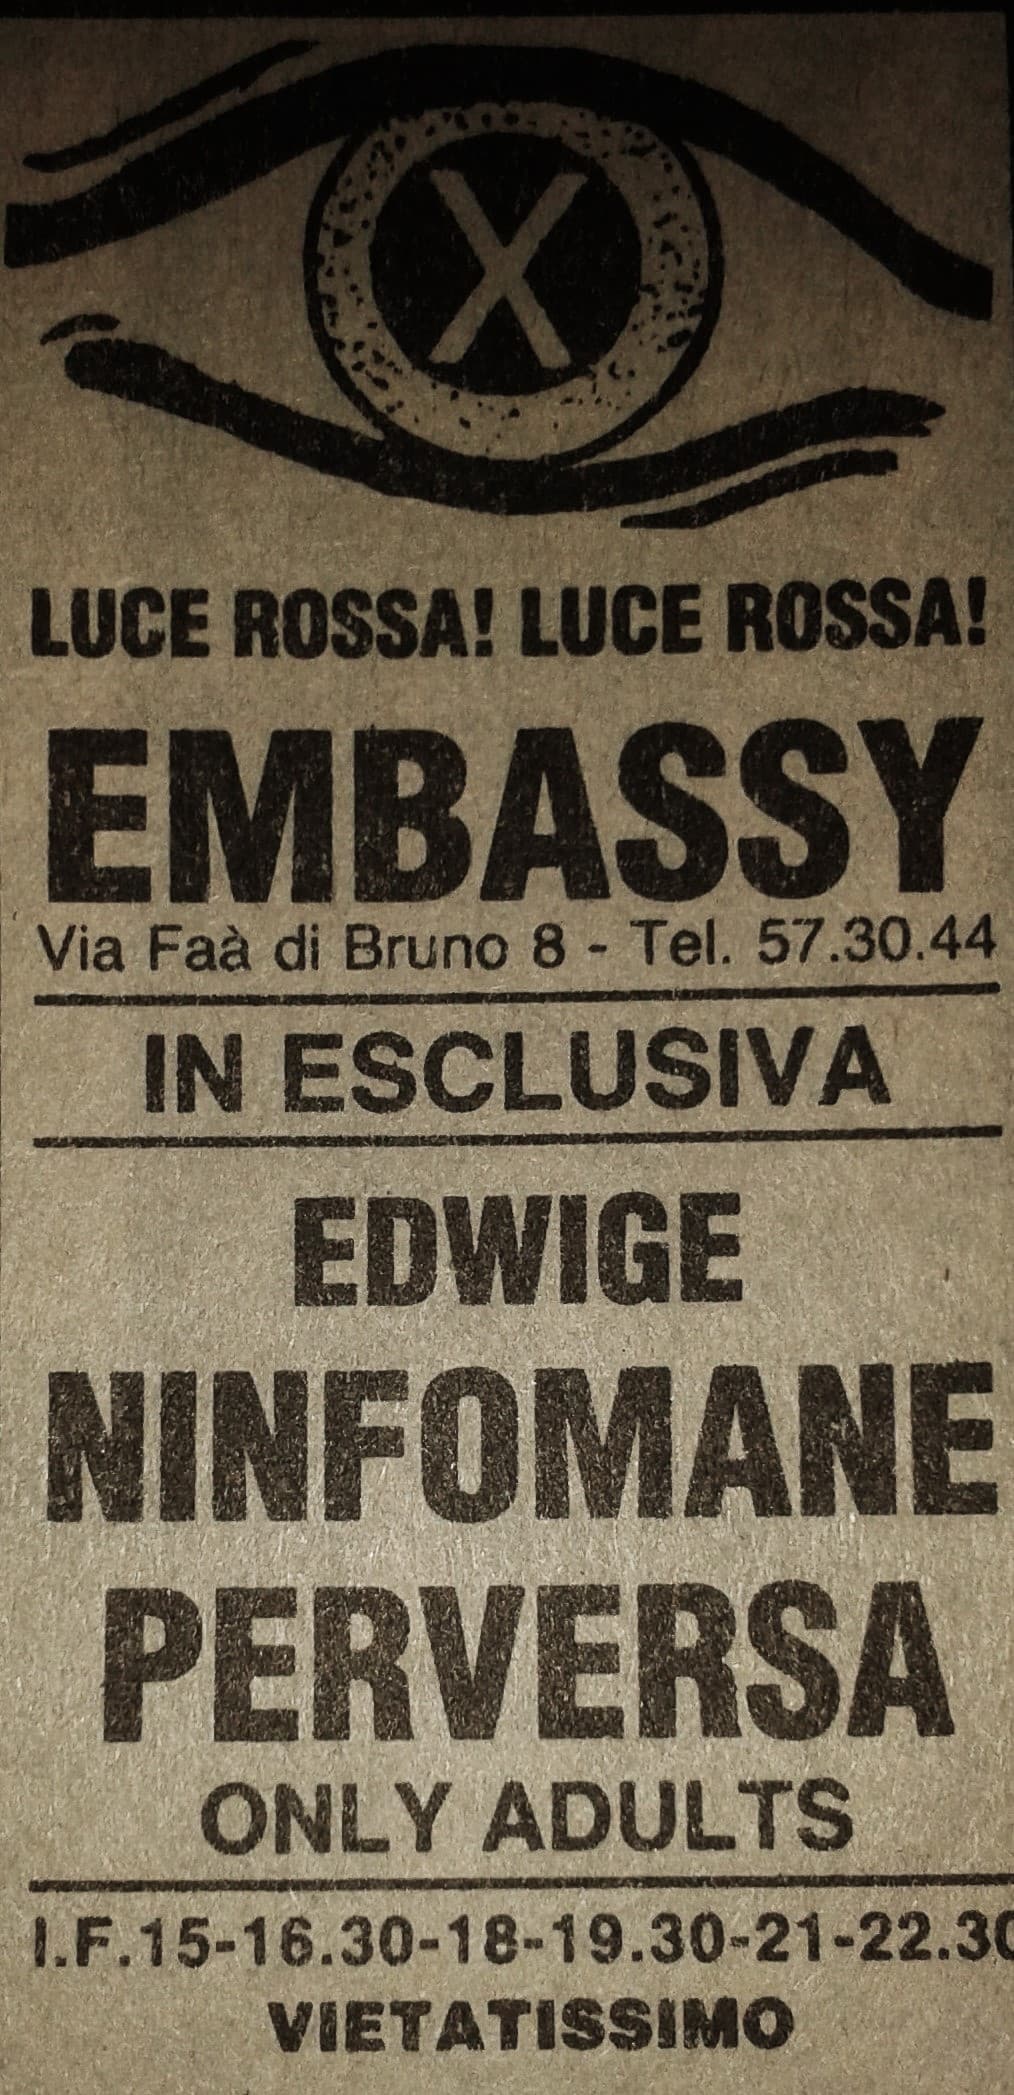 X
LUCE ROSSA! LUCE ROSSA!
EMBASSY
Via Faà di Bruno 8 - Tel. 57.30.44
IN ESCLUSIVA
EDWIGE
NINFOMANE
PERVERSA
ONLY ADULTS
I.F.15-16.30-18-19.30-21-22.30
VIETATISSIMO